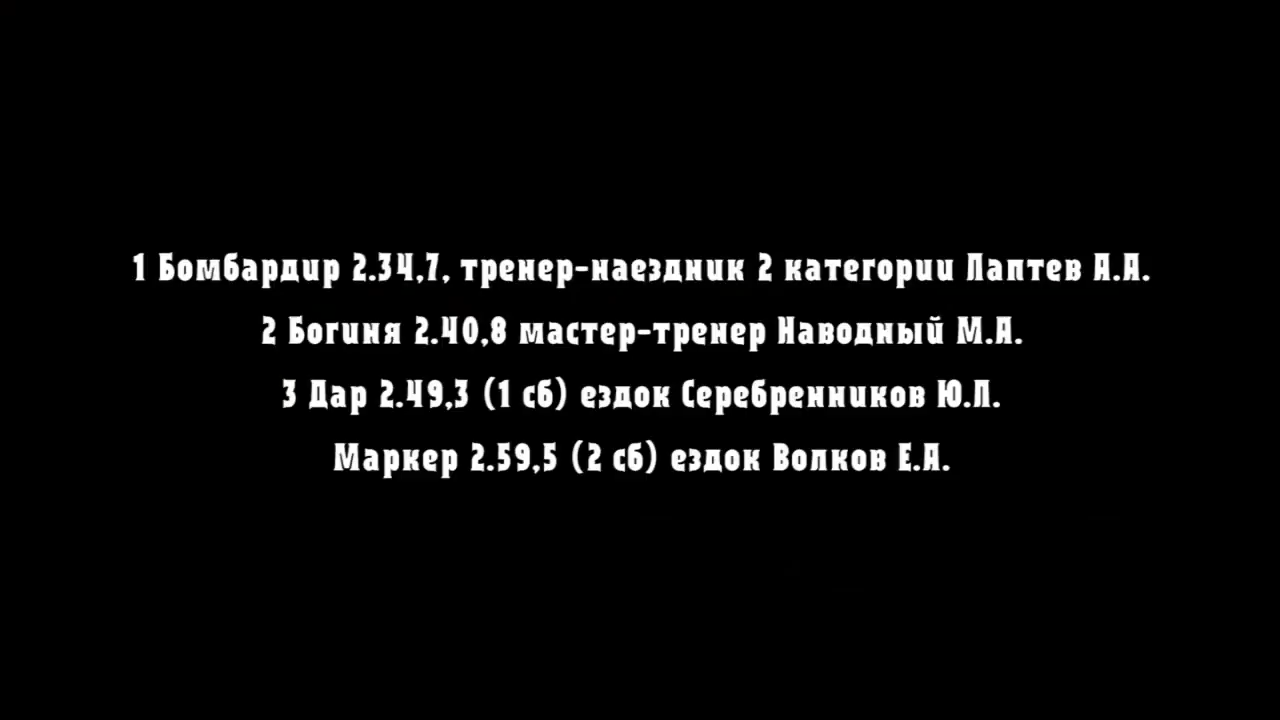 1 Бомбардир 2.34,7, тренер-наездник 2 категории Лаптев А.А.
2 Богиня 2.40,8 мастер-тренер Наводный М.А.
3 Дар 2.49,3 (1 сб) ездок Серебренников Ю.Л.
Маркер 2.59,5 (2 сб) ездок Волков Е.А.